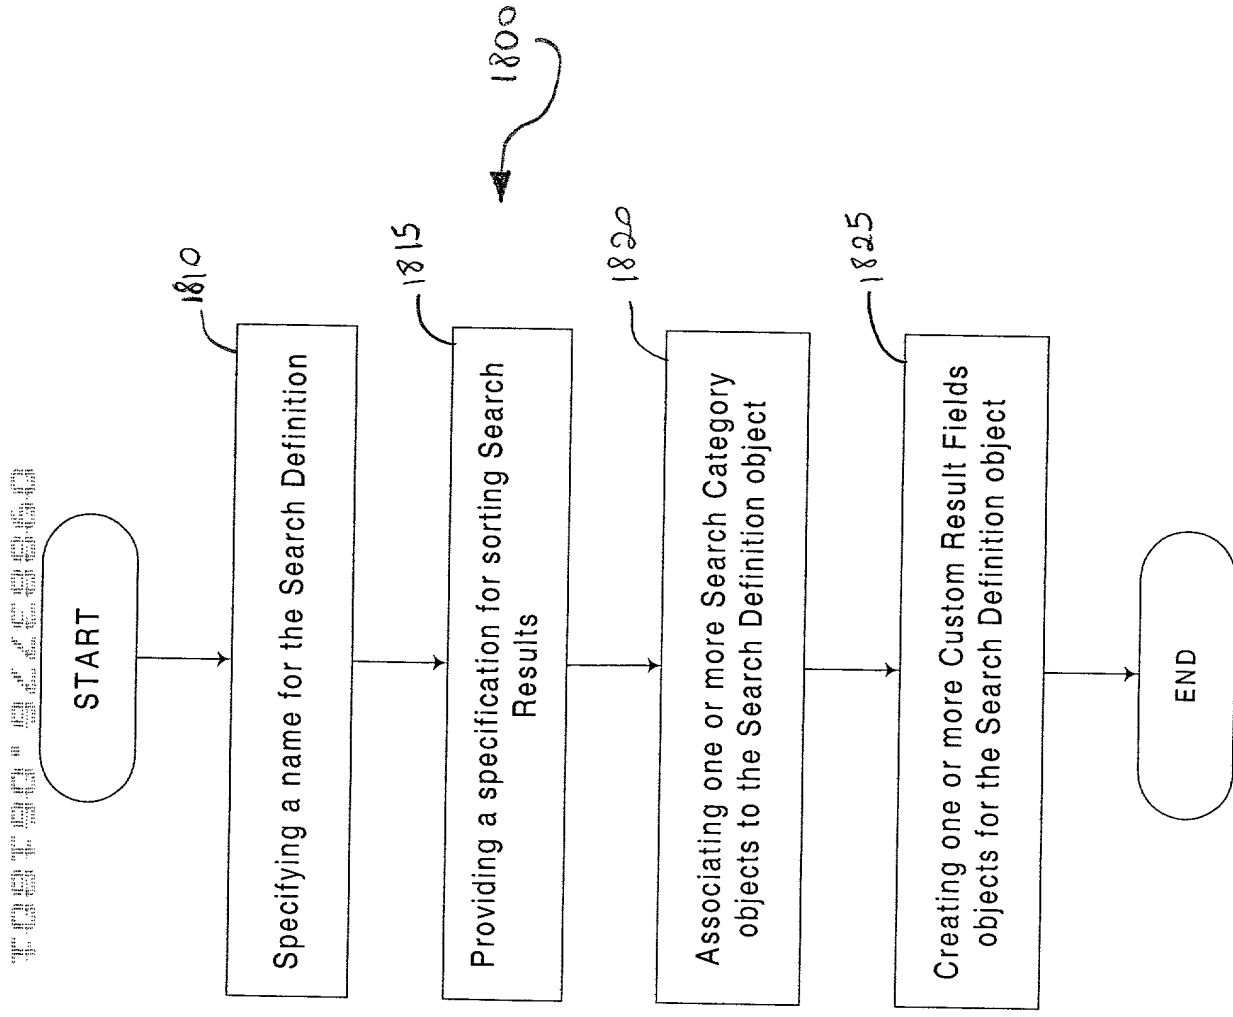 START
1800
1810
Specifying a name for the Search Definition
1815
Providing a specification for sorting Search
Results
1820
Associating one or more Search Category
objects to the Search Definition object
1825
Creating one or more Custom Result Fields
objects for the Search Definition object
END